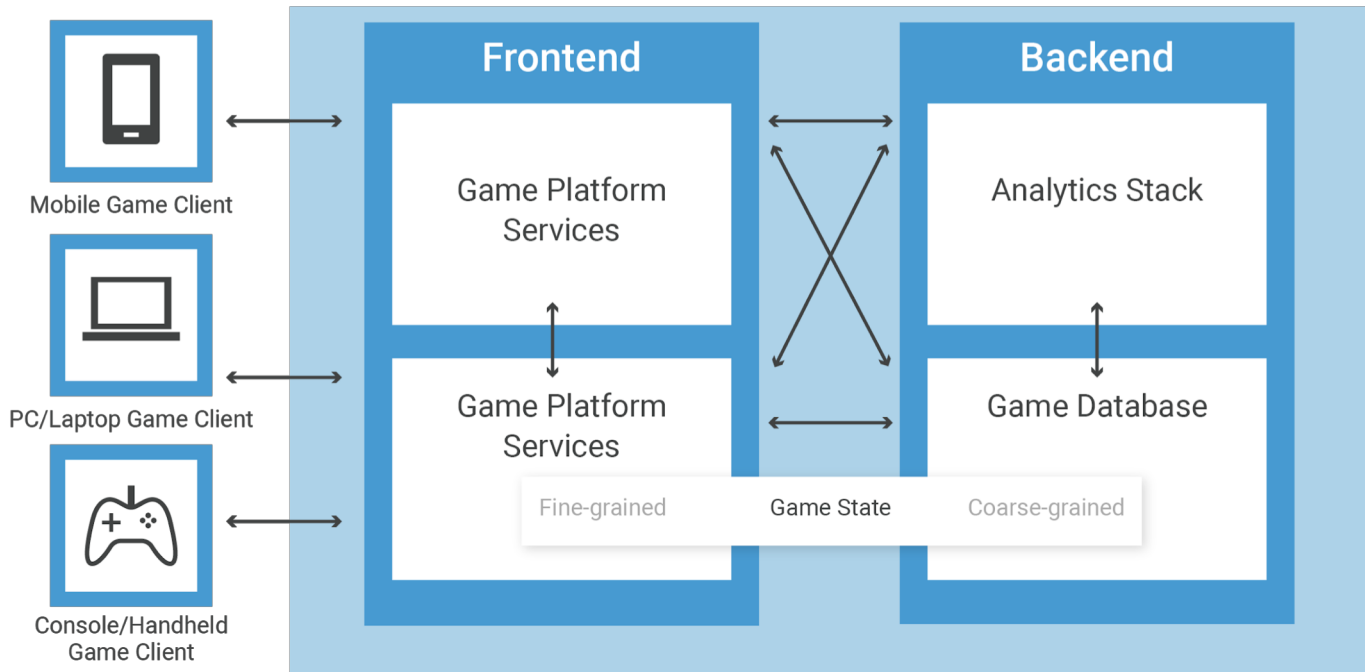 Mobile Game Client
PC/Laptop Game Client
Console/Handheld
Game Client
Frontend
Game Platform
Services
Game Platform
Services
Backend
Analytics Stack
Game Database
Fine-grained
Game State
Coarse-grained